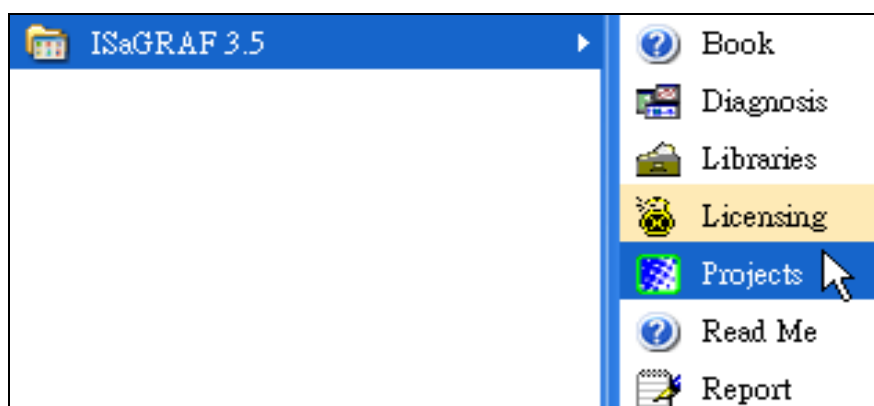 ISaGRAF 3.5
Book
Diagnosis
Libraries
Licensing
Projects
Read Me
Report